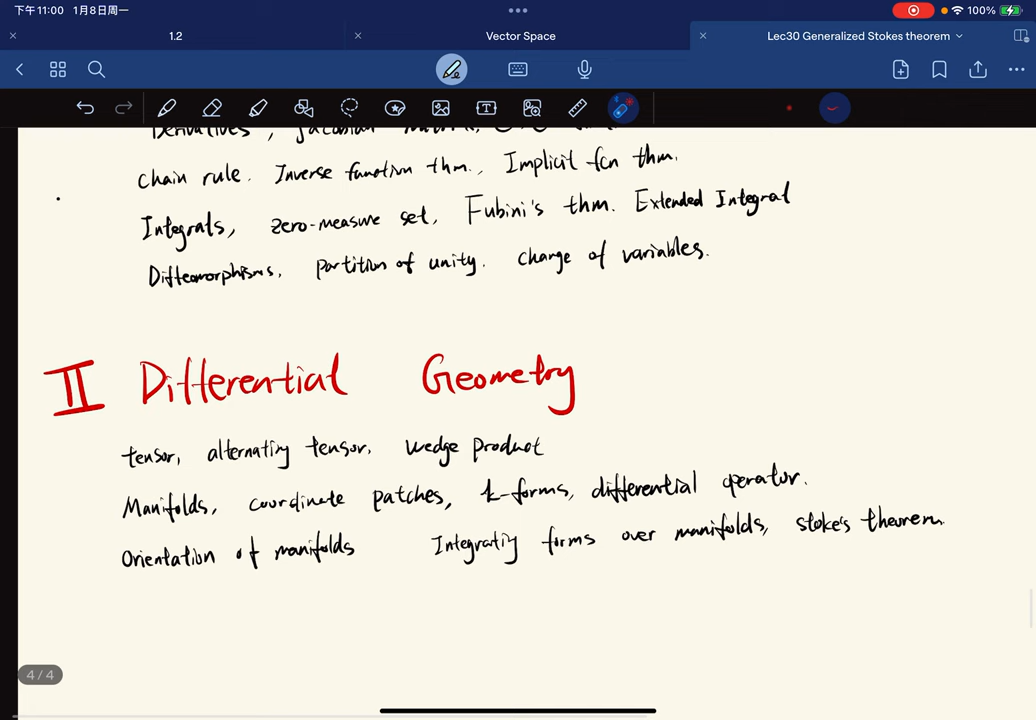 下午11:00 1月8日周一
100%
1.2
Vector Space
Lec30 Generalized Stokes theorem
Derivatives, Jacobian matrix,
chain rule. Inverse function thm., Implicit fcn thm.
Integrals, zero-measure set, Fubini's thm. Extended Integral
Diffeomorphisms, partition of unity. change of variables.
II Differential Geometry
tensor, alternating tensor, wedge product
Manifolds, coordinate patches, k-forms, differential operator.
Orientation of manifolds Integrating forms over manifolds, stoke's theorem
4/4